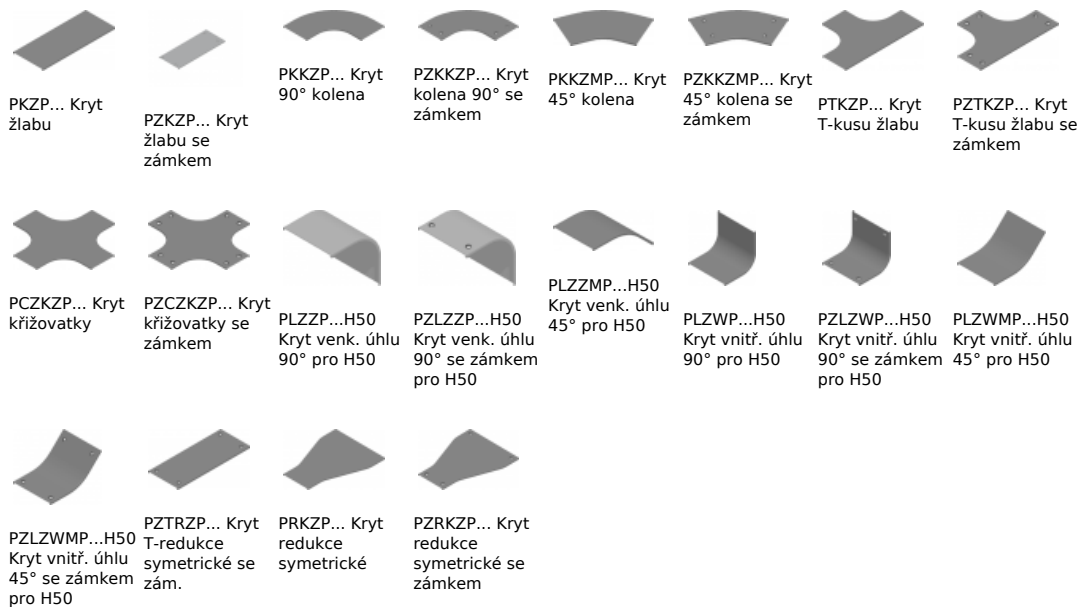 PKZP... Kryt
žlabu
PZKZP... Kryt
žlabu se
zámkem
PKKZP... Kryt
90° kolena
PZKKZP... Kryt
kolena 90° se
zámkem
PKKZMP... Kryt
45° kolena
PZKKZMP... Kryt
45° kolena se
zámkem
PTKZP... Kryt
T-kusu žlabu
PZTKZP... Kryt
T-kusu žlabu se
zámkem
PCZKZP... Kryt
křižovatky
PZCZKZP... Kryt
křižovatky se
zámkem
PLZZP...H50
Kryt venk. úhlu
90° pro H50
PZLZZP...H50
Kryt venk. úhlu
90° se zámkem
pro H50
PLZZMP...H50
Kryt venk. úhlu
45° pro H50
PLZWP...H50
Kryt vnitř. úhlu
90° pro H50
PZLZWP...H50
Kryt vnitř. úhlu
90° se zámkem
pro H50
PLZWMP...H50
Kryt vnitř. úhlu
45° pro H50
PZLZWMP...H50
Kryt vnitř. úhlu
45° se zámkem
pro H50
PZTRZP... Kryt
T-redukce
symetrické se
zám.
PRKZP... Kryt
redukce
symetrické
PZRKZP... Kryt
redukce
symetrické se
zámkem